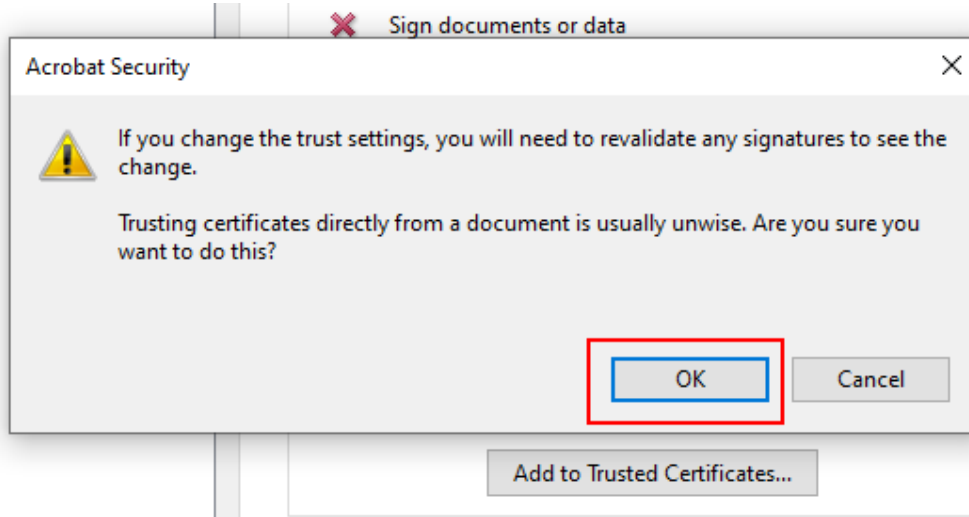 Sign documents or data
Acrobat Security
If you change the trust settings, you will need to revalidate any signatures to see the
change.
Trusting certificates directly from a document is usually unwise. Are you sure you
want to do this?
OK
Cancel
Add to Trusted Certificates...